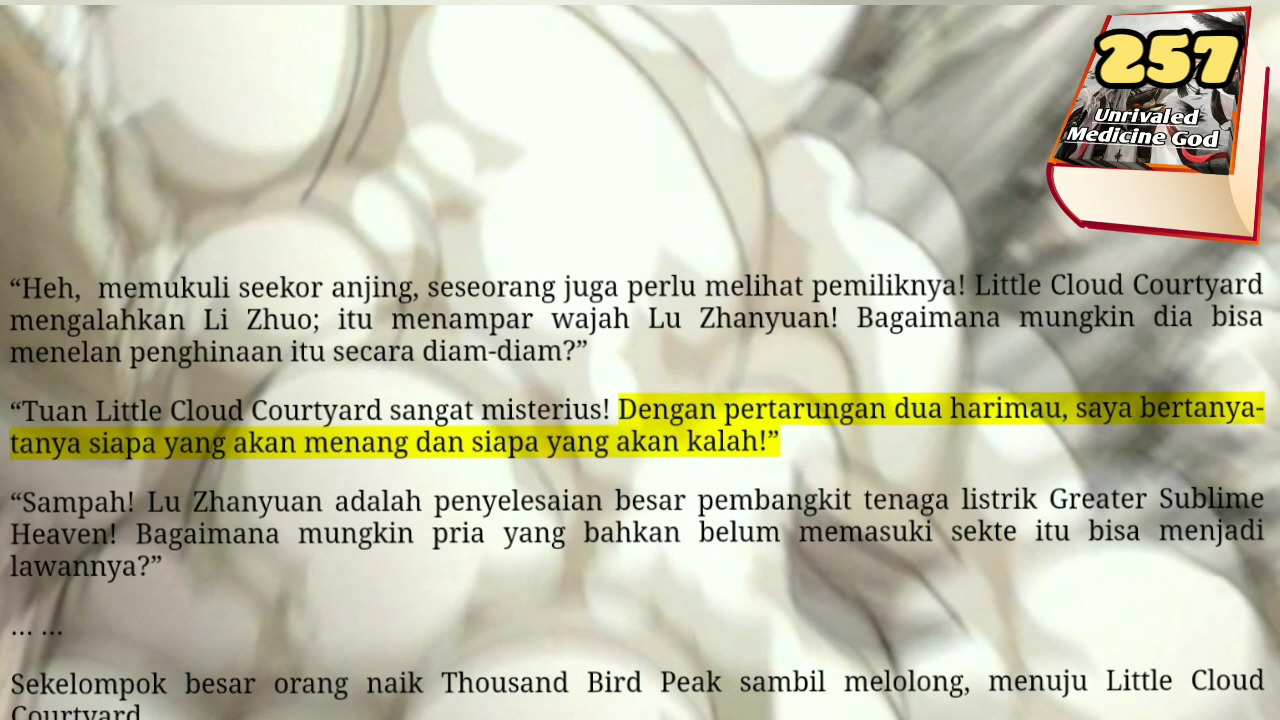 257
Unrivaled
Medicine God
“Heh, memukuli seekor anjing, seseorang juga perlu melihat pemiliknya! Little Cloud Courtyard
mengalahkan Li Zhuo; itu menampar wajah Lu Zhanyuan! Bagaimana mungkin dia bisa
menelan penghinaan itu secara diam-diam?”
“Tuan Little Cloud Courtyard sangat misterius! Dengan pertarungan dua harimau, saya bertanya-
tanya siapa yang akan menang dan siapa yang akan kalah!”
“Sampah! Lu Zhanyuan adalah penyelesaian besar pembangkit tenaga listrik Greater Sublime
Heaven! Bagaimana mungkin pria yang bahkan belum memasuki sekte itu bisa menjadi
lawannya?”
... ...
Sekelompok besar orang naik Thousand Bird Peak sambil melolong, menuju Little Cloud
Courtyard